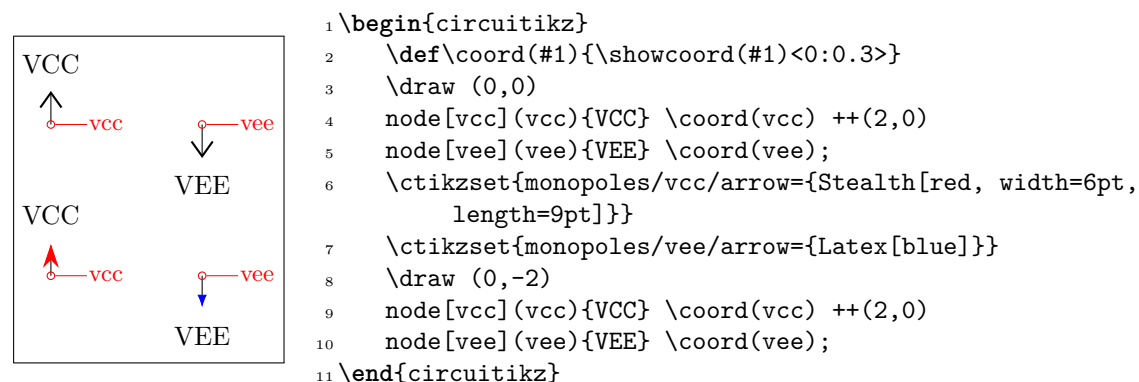 VCC
vcc
vee
VEE
VCC
vcc
vee
VEE
1 \begin{circuitikz}
2 \def\coord(#1){\showcoord(#1)<0:0.3>}
3 \draw (0,0)
4 node[vcc](vcc){VCC} \coord(vcc) ++(2,0)
5 node[vee](vee){VEE} \coord(vee);
6 \ctikzset{monopoles/vcc/arrow={Stealth[red, width=6pt,
length=9pt]}}
7 \ctikzset{monopoles/vee/arrow={Latex[blue]}}
8 \draw (0,-2)
9 node[vcc](vcc){VCC} \coord(vcc) ++(2,0)
10 node[vee](vee){VEE} \coord(vee);
11 \end{circuitikz}